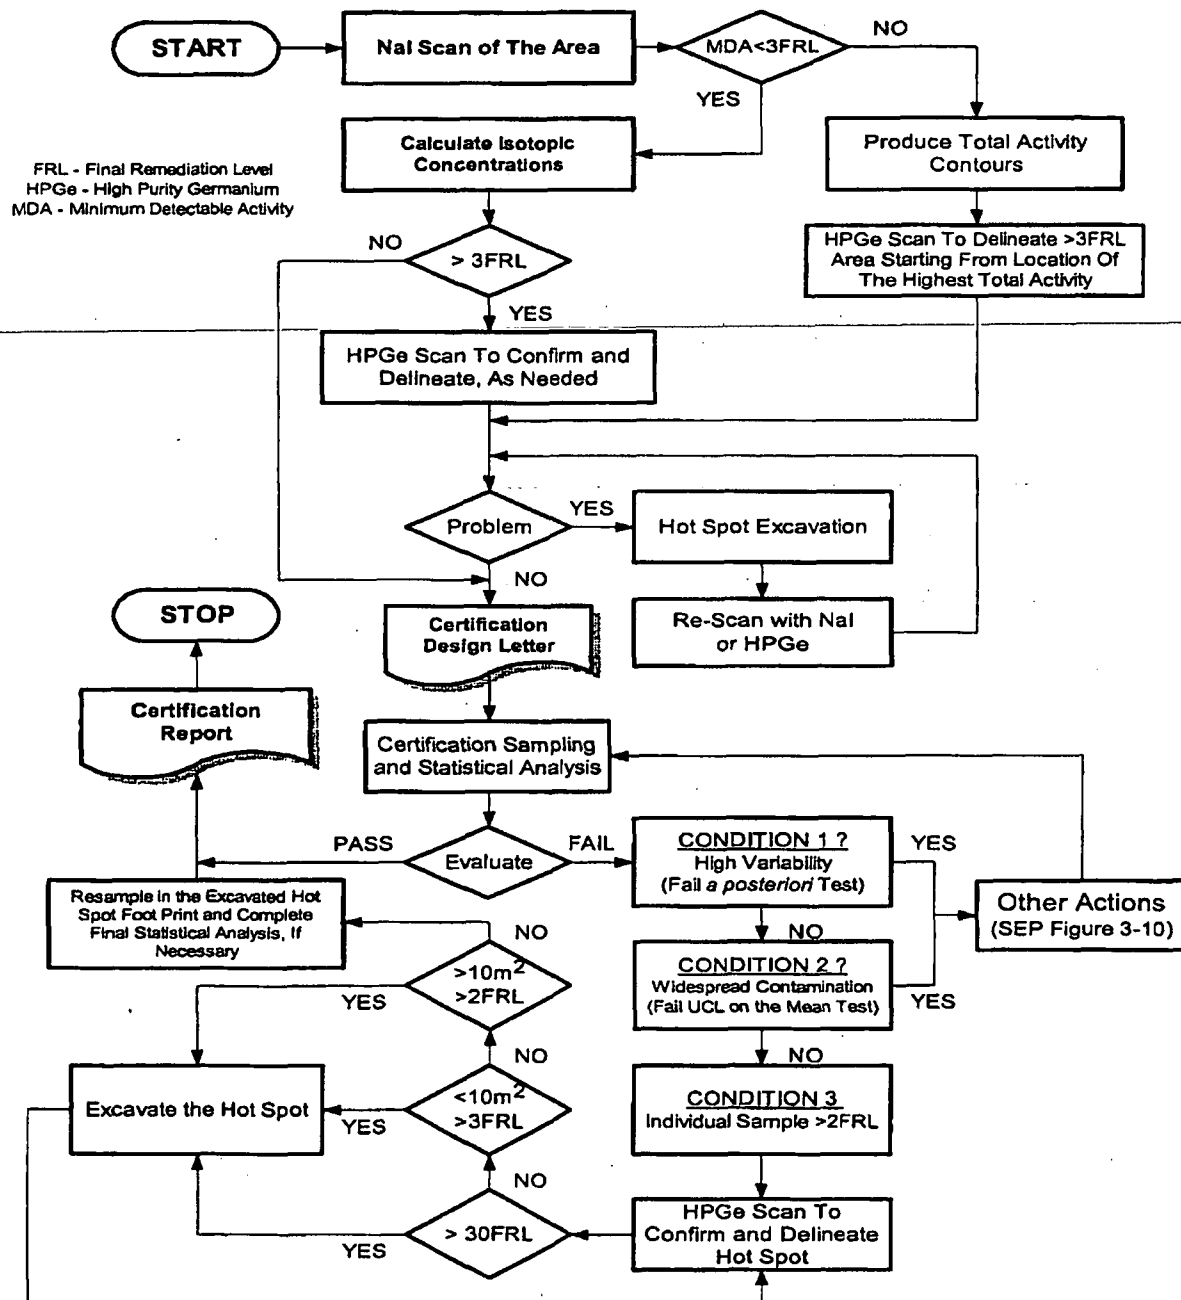 START
NaI Scan of The Area
MDA<3FRL
NO
YES
Calculate Isotopic
Concentrations
Produce Total Activity
Contours
FRL - Final Remediation Level
HPGe - High Purity Germanium
MDA - Minimum Detectable Activity
NO
> 3FRL
HPGe Scan To Delineate >3FRL
Area Starting From Location Of
The Highest Total Activity
YES
HPGe Scan To Confirm and
Delineate, As Needed
Problem
YES
Hot Spot Excavation
NO
STOP
Certification
Design Letter
Re-Scan with NaI
or HPGe
Certification
Report
Certification Sampling
and Statistical Analysis
PASS
Evaluate
FAIL
CONDITION 1 ?
High Variability
(Fail a posteriori Test)
YES
Resample in the Excavated Hot
Spot Foot Print and Complete
Final Statistical Analysis, If
Necessary
Other Actions
(SEP Figure 3-10)
NO
NO
>10m²
>2FRL
YES
CONDITION 2 ?
Widespread Contamination
(Fail UCL on the Mean Test)
YES
NO
NO
Excavate the Hot Spot
<10m²
>3FRL
YES
CONDITION 3
Individual Sample >2FRL
NO
> 30FRL
YES
HPGe Scan To
Confirm and Delineate
Hot Spot